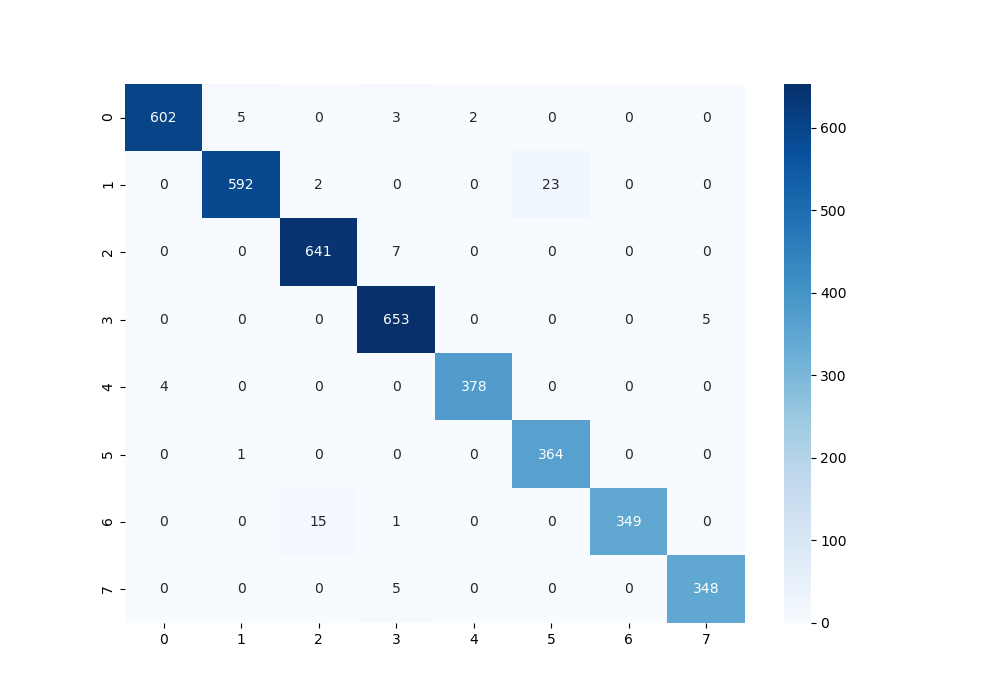 0 602 5 0 3 2 0 0 0
1 0 592 2 0 0 23 0 0
2 0 0 641 7 0 0 0 0
3 0 0 0 653 0 0 0 5
4 4 0 0 0 378 0 0 0
5 0 1 0 0 0 364 0 0
6 0 0 15 1 0 0 349 0
7 0 0 0 5 0 0 0 348
0 1 2 3 4 5 6 7
600
500
400
300
200
100
0